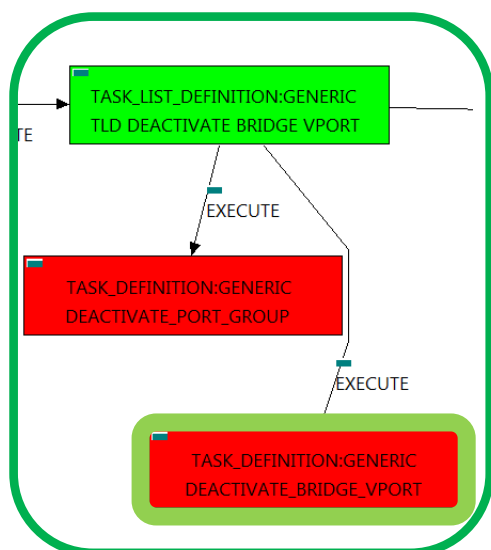 TASK_LIST_DEFINITION:GENERIC
TLD DEACTIVATE BRIDGE VPORT
TE
EXECUTE
TASK_DEFINITION:GENERIC
DEACTIVATE_PORT_GROUP
EXECUTE
TASK_DEFINITION:GENERIC
DEACTIVATE_BRIDGE_VPORT